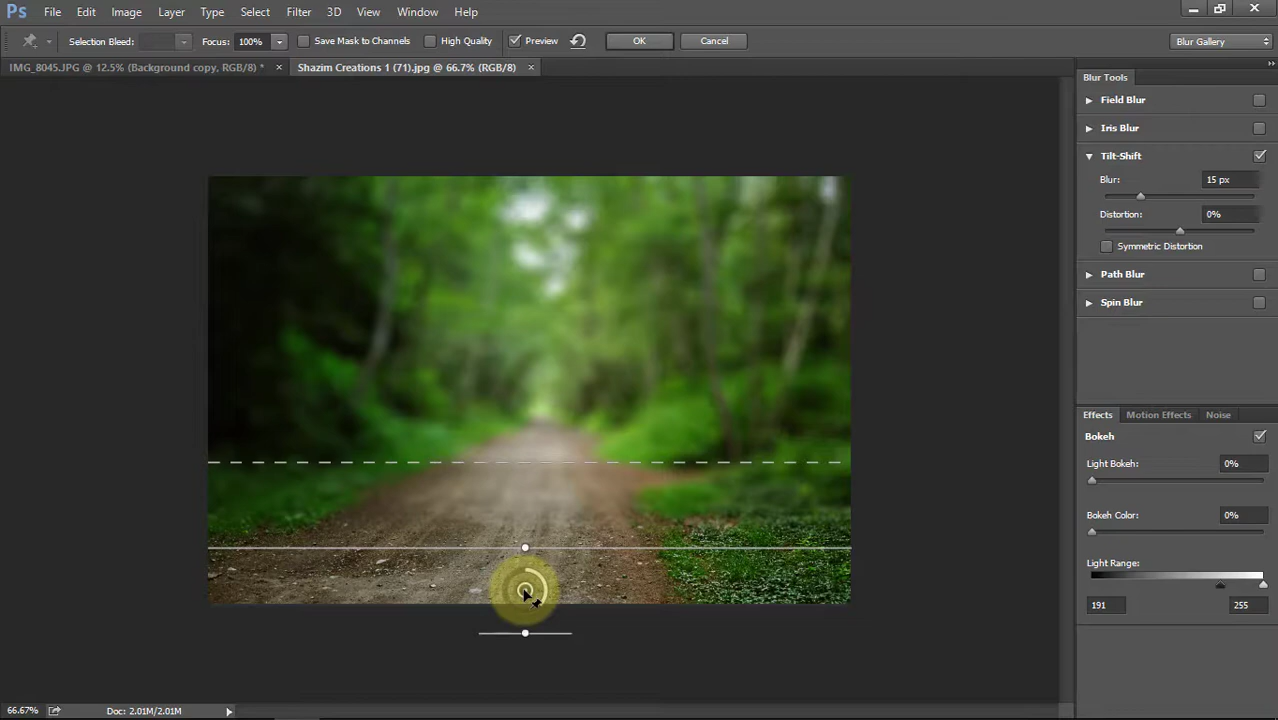 Ps File Edit Image Layer Type Select Filter 3D View Window Help
Selection Bleed: Focus: 100% Save Mask to Channels High Quality Preview OK Cancel Blur Gallery
IMG_8045.JPG @ 12.5% (Background copy, RGB/8) * × Shazim Creations 1 (71).jpg @ 66.7% (RGB/8) ×
Blur Tools
Field Blur
Iris Blur
Tilt-Shift
Blur: 15 px
Distortion: 0%
Symmetric Distortion
Path Blur
Spin Blur
Effects Motion Effects Noise
Bokeh
Light Bokeh: 0%
Bokeh Color: 0%
Light Range:
191 255
66.67% Doc: 2.01M/2.01M